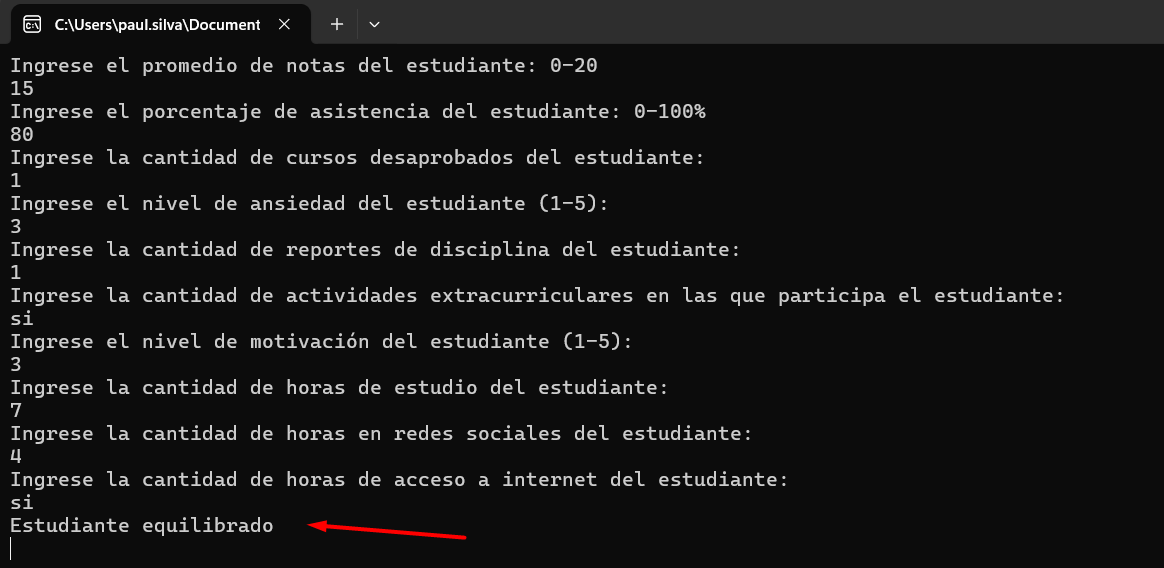 C:\Users\paul.silva\Document
Ingrese el promedio de notas del estudiante: 0-20
15
Ingrese el porcentaje de asistencia del estudiante: 0-100%
80
Ingrese la cantidad de cursos desaprobados del estudiante:
1
Ingrese el nivel de ansiedad del estudiante (1-5):
3
Ingrese la cantidad de reportes de disciplina del estudiante:
1
Ingrese la cantidad de actividades extracurriculares en las que participa el estudiante:
si
Ingrese el nivel de motivación del estudiante (1-5):
3
Ingrese la cantidad de horas de estudio del estudiante:
7
Ingrese la cantidad de horas en redes sociales del estudiante:
4
Ingrese la cantidad de horas de acceso a internet del estudiante:
si
Estudiante equilibrado